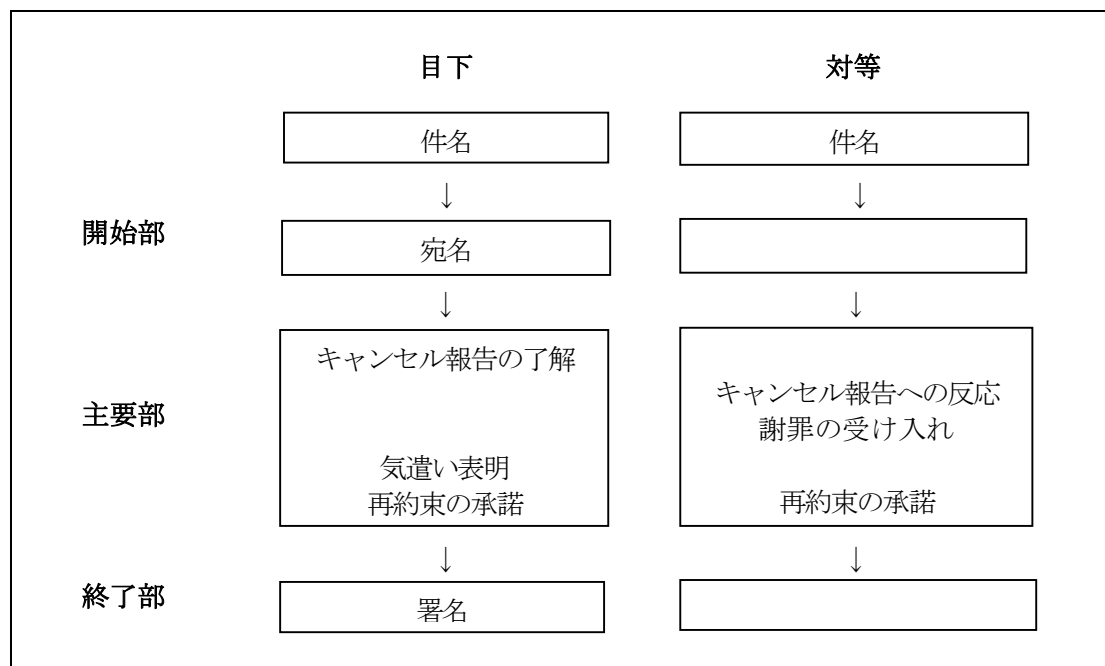 目下 対等
件名 件名
↓ ↓
開始部 宛名
↓ ↓
キャンセル報告の了解
キャンセル報告への反応
主要部 謝罪の受け入れ
気遣い表明
再約束の承諾 再約束の承諾
↓ ↓
終了部 署名